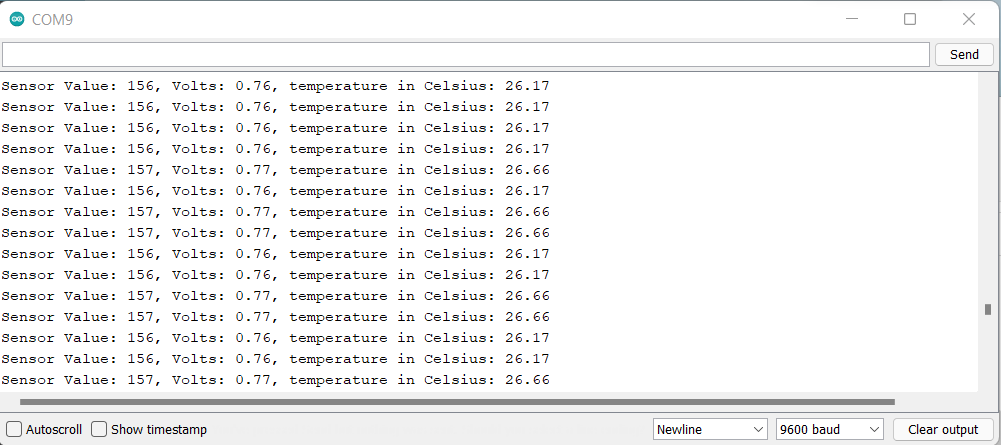 COM9
Send
Sensor Value: 156, Volts: 0.76, temperature in Celsius: 26.17
Sensor Value: 156, Volts: 0.76, temperature in Celsius: 26.17
Sensor Value: 156, Volts: 0.76, temperature in Celsius: 26.17
Sensor Value: 156, Volts: 0.76, temperature in Celsius: 26.17
Sensor Value: 157, Volts: 0.77, temperature in Celsius: 26.66
Sensor Value: 156, Volts: 0.76, temperature in Celsius: 26.17
Sensor Value: 157, Volts: 0.77, temperature in Celsius: 26.66
Sensor Value: 157, Volts: 0.77, temperature in Celsius: 26.66
Sensor Value: 156, Volts: 0.76, temperature in Celsius: 26.17
Sensor Value: 156, Volts: 0.76, temperature in Celsius: 26.17
Sensor Value: 157, Volts: 0.77, temperature in Celsius: 26.66
Sensor Value: 157, Volts: 0.77, temperature in Celsius: 26.66
Sensor Value: 156, Volts: 0.76, temperature in Celsius: 26.17
Sensor Value: 156, Volts: 0.76, temperature in Celsius: 26.17
Sensor Value: 157, Volts: 0.77, temperature in Celsius: 26.66
Autoscroll Show timestamp Newline 9600 baud Clear output